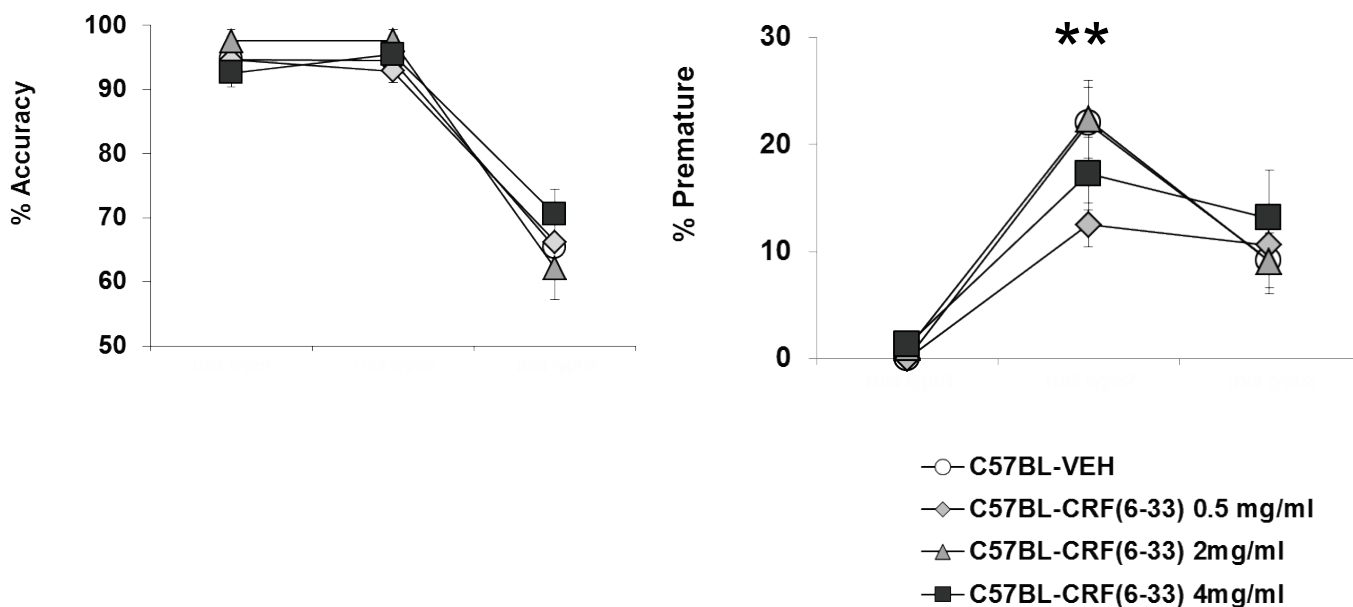 100
90
80
70
60
50
% Accuracy
**
30
20
10
0
% Premature
C57BL-VEH
C57BL-CRF(6-33) 0.5 mg/ml
C57BL-CRF(6-33) 2mg/ml
C57BL-CRF(6-33) 4mg/ml